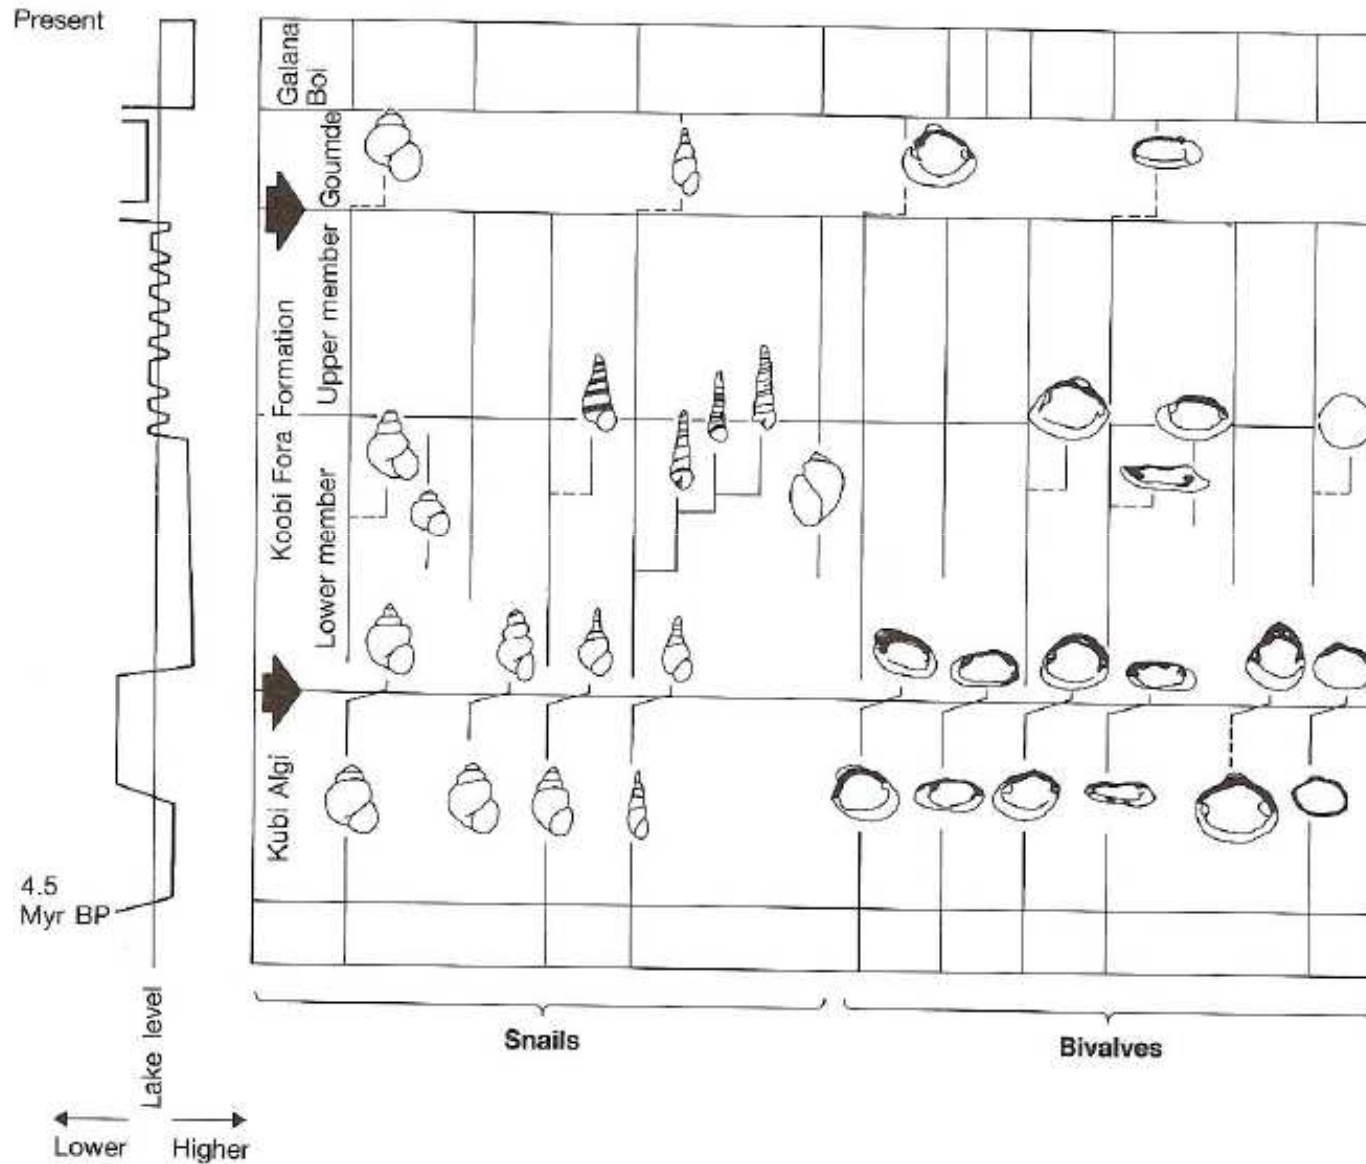 Present
Galana
Boi
Goumde
Upper member
Koobi Fora Formation
Lower member
Kubi Algi
4.5
Myr BP
Lake level
Lower
Higher
Snails
Bivalves